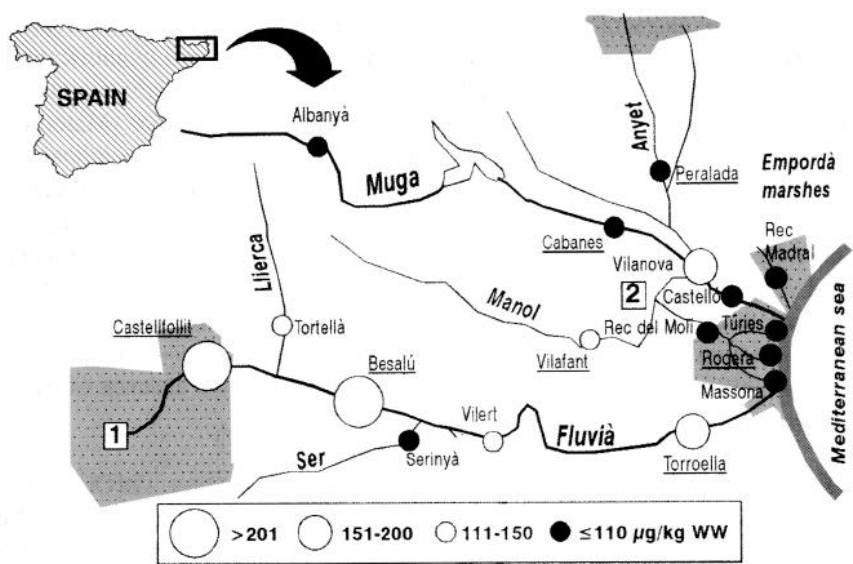 SPAIN
Albanyà
Muga
Anyet
Peralada
Empordà
marshes
Rec
Madral
Cabanes
Vilanova
Llierca
Manol
2
Castelló
Túries
Rec del Molí
Rogera
Massona
Castellfollit
Tortellà
Besalú
Vilafant
1
Vilert
Fluvià
Ser
Serinyà
Torroella
Mediterranean sea
>201
151-200
111-150
≤110 µg/kg WW